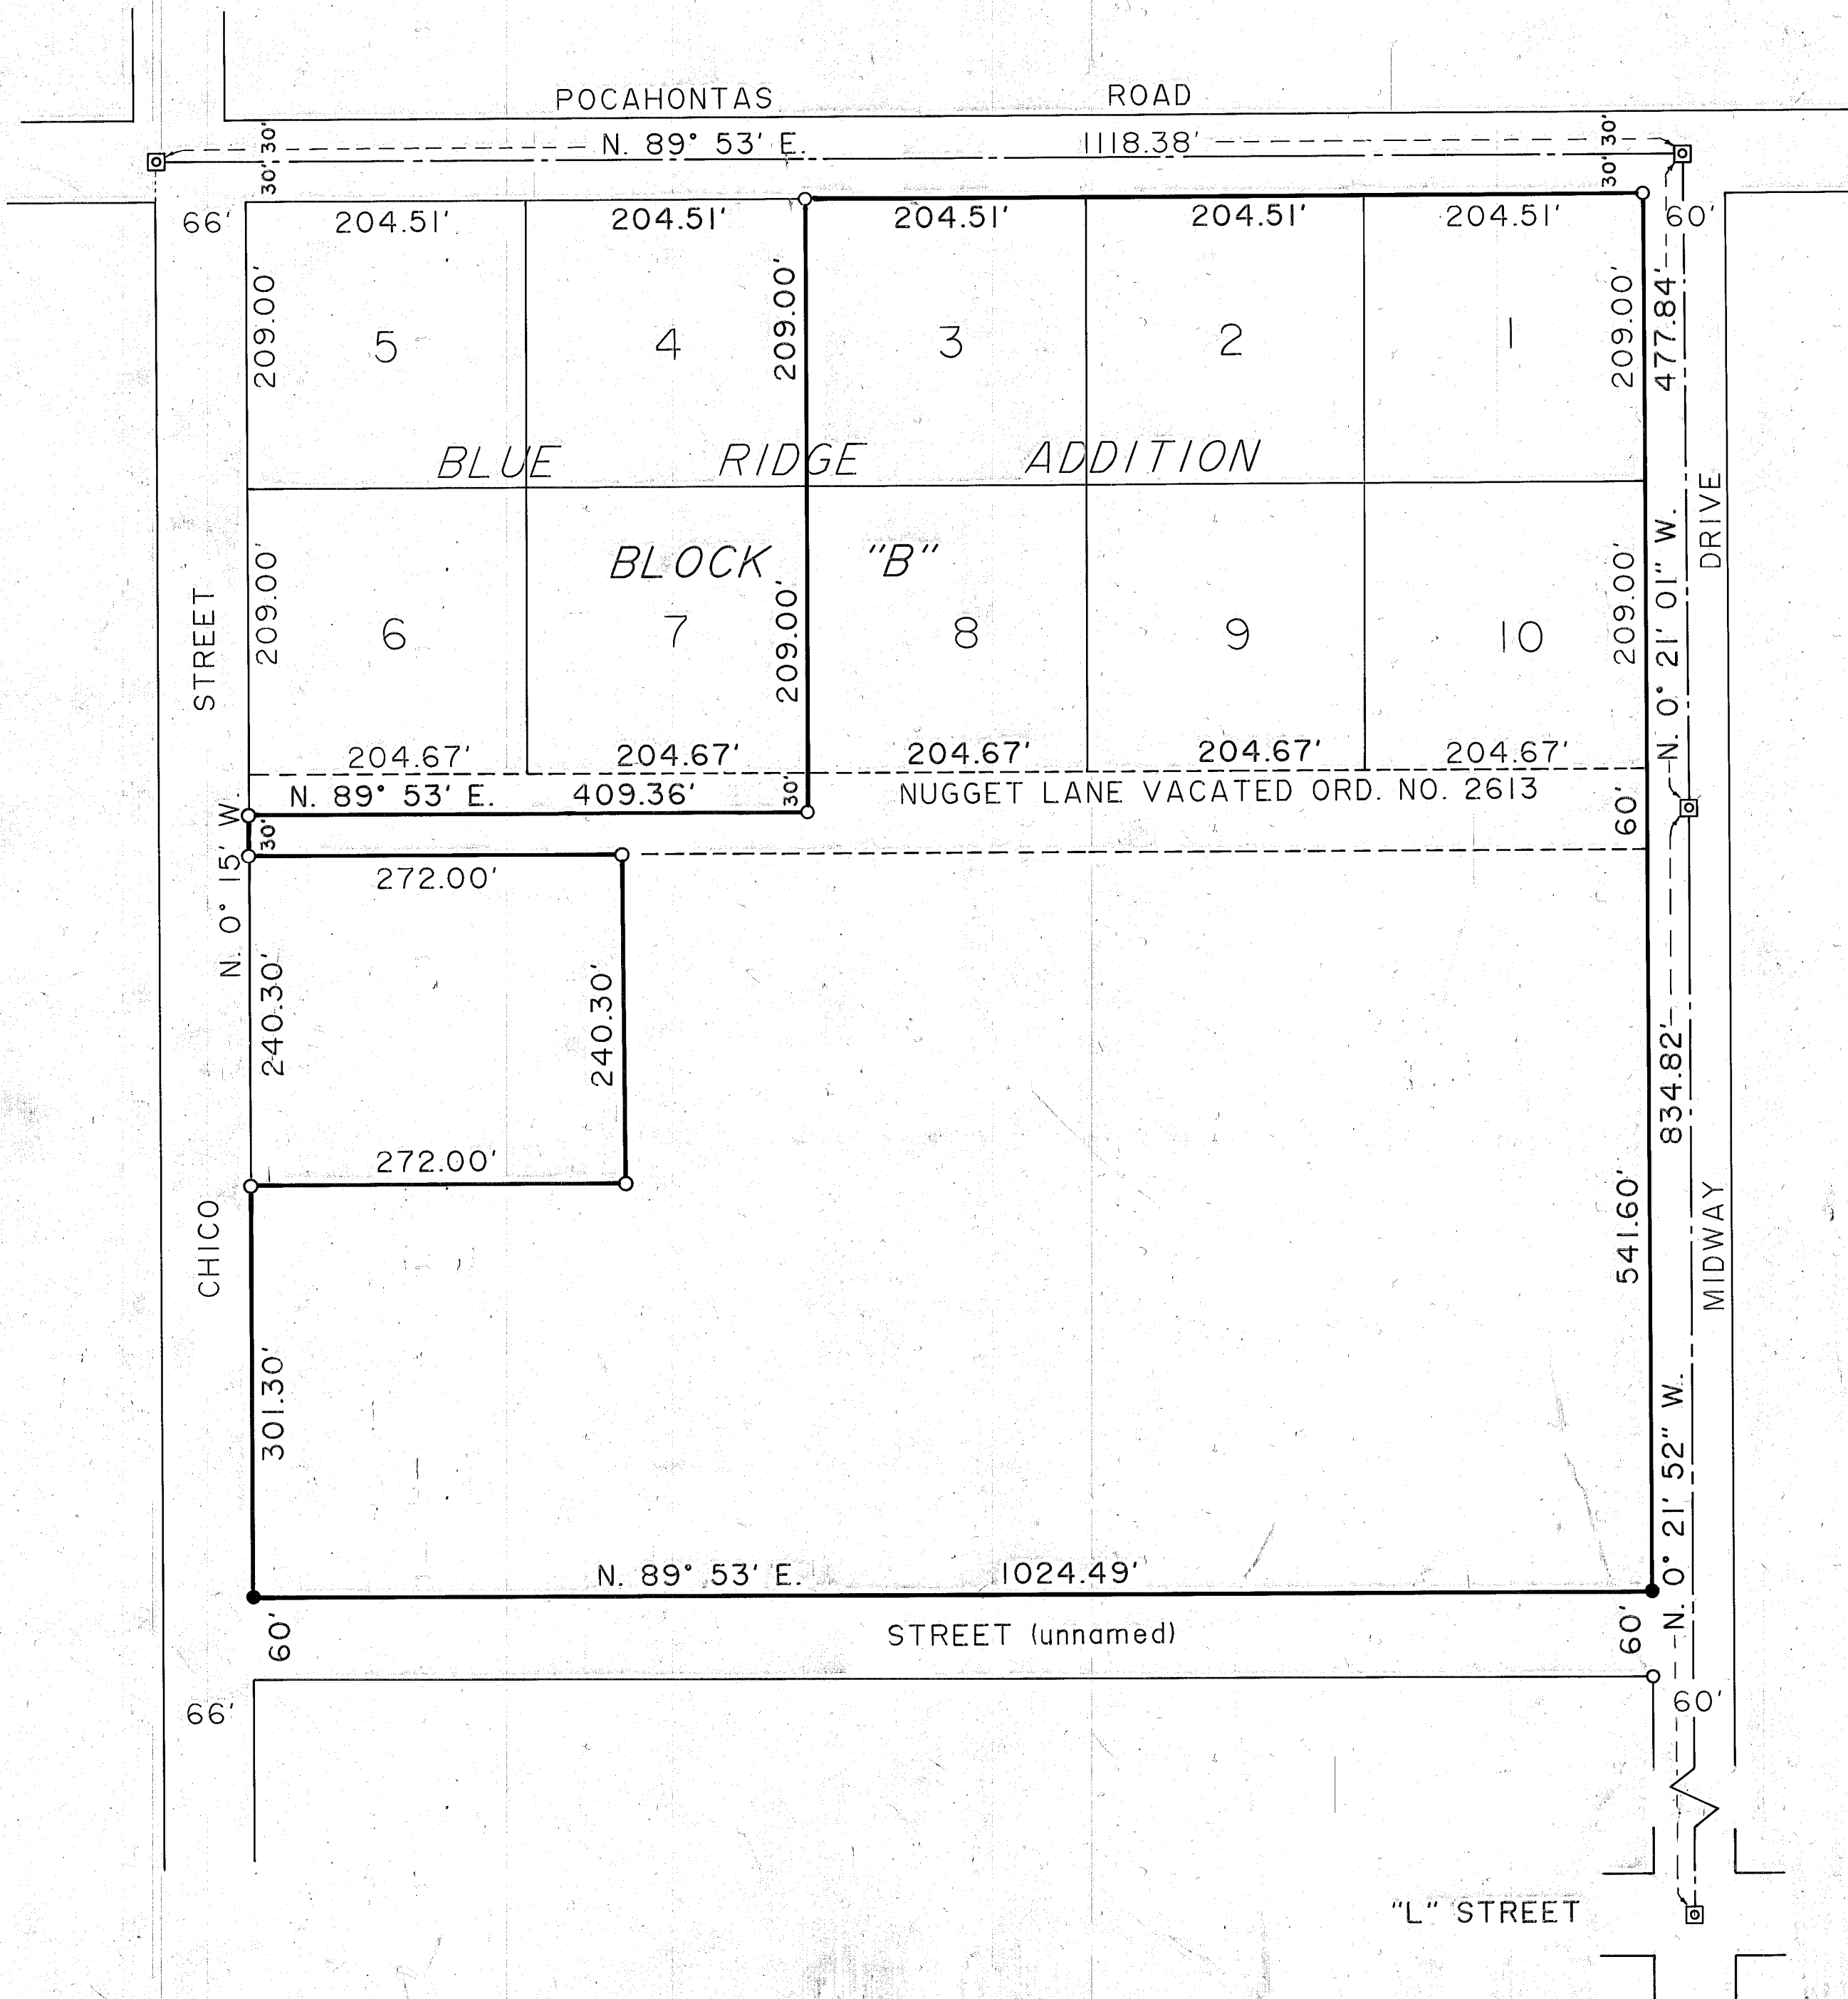 POCAHONTAS ROAD
N. 89° 53' E. 1118.38'
30' 30'
30' 30'
66' 204.51' 204.51' 204.51' 204.51' 204.51' 60'
209.00' 209.00' 209.00' 477.84'
5 4 3 2 1
BLUE RIDGE ADDITION
BLOCK "B"
STREET 209.00' 209.00' 209.00' N. 0° 21' 01" W. DRIVE
6 7 8 9 10
204.67' 204.67' 204.67' 204.67' 204.67'
N. 89° 53' E. 409.36' 30' NUGGET LANE VACATED ORD. NO. 2613 60'
N. 0° 15' W. 30'
272.00'
240.30' 240.30' 834.82'
272.00'
CHICO 541.60' MIDWAY
301.30' N. 0° 21' 52" W.
N. 89° 53' E. 1024.49'
60' STREET (unnamed) 60'
66' 60'
"L" STREET